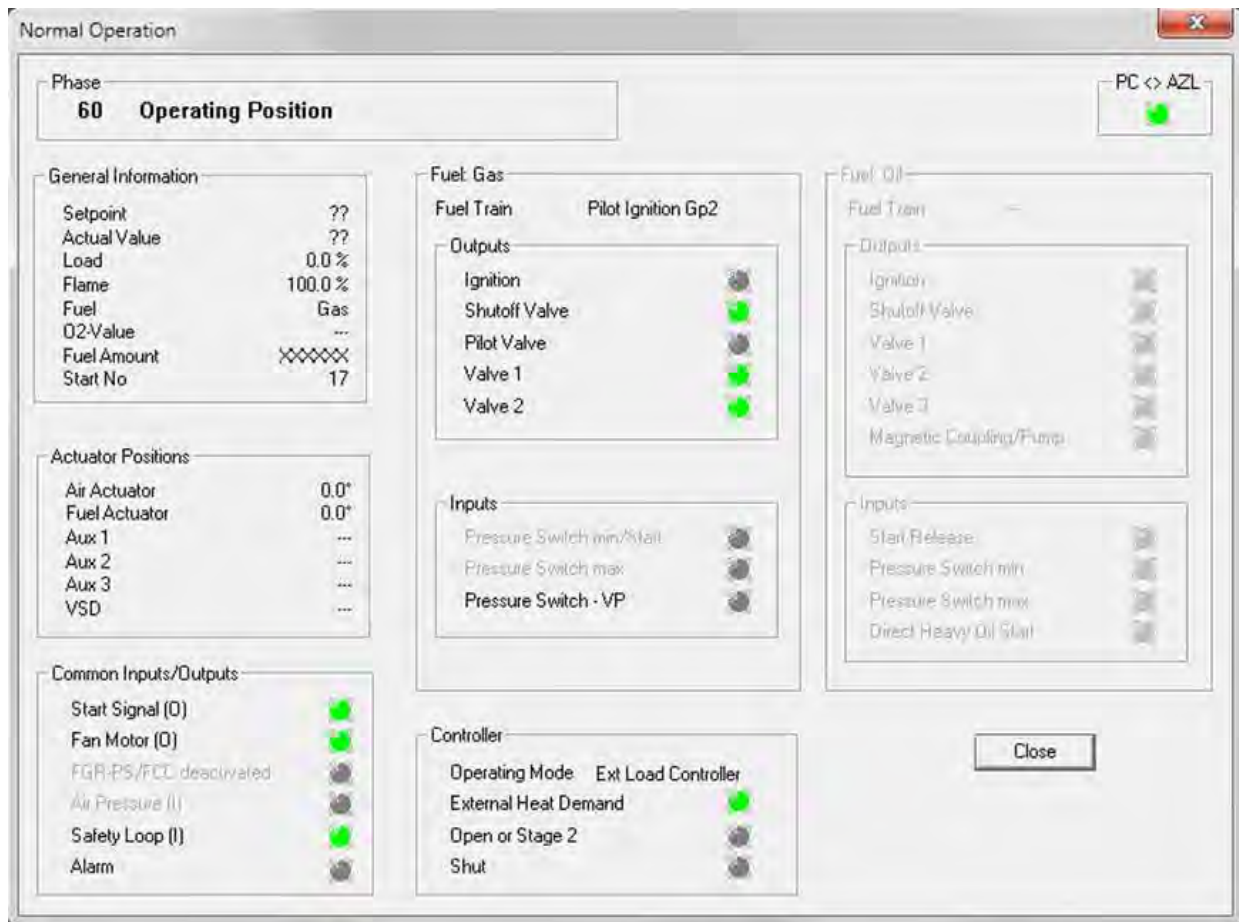 Normal Operation
Phase
60 Operating Position
PC <> AZL
General Information
Setpoint ??
Actual Value ??
Load 0.0 %
Flame 100.0 %
Fuel Gas
O2-Value ---
Fuel Amount XXXXXX
Start No 17
Actuator Positions
Air Actuator 0.0°
Fuel Actuator 0.0°
Aux 1 ---
Aux 2 ---
Aux 3 ---
VSD ---
Common Inputs/Outputs
Start Signal (O)
Fan Motor (O)
FGR-PS/FCC deactivated
Air Pressure (I)
Safety Loop (I)
Alarm
Fuel: Gas
Fuel Train Pilot Ignition Gp2
Outputs
Ignition
Shutoff Valve
Pilot Valve
Valve 1
Valve 2
Inputs
Pressure Switch min/Start
Pressure Switch max
Pressure Switch - VP
Controller
Operating Mode Ext Load Controller
External Heat Demand
Open or Stage 2
Shut
Fuel: Oil
Fuel Train ---
Outputs
Ignition
Shutoff Valve
Valve 1
Valve 2
Valve 3
Magnetic Coupling/Pump
Inputs
Start Release
Pressure Switch min
Pressure Switch max
Direct Heavy Oil Start
Close